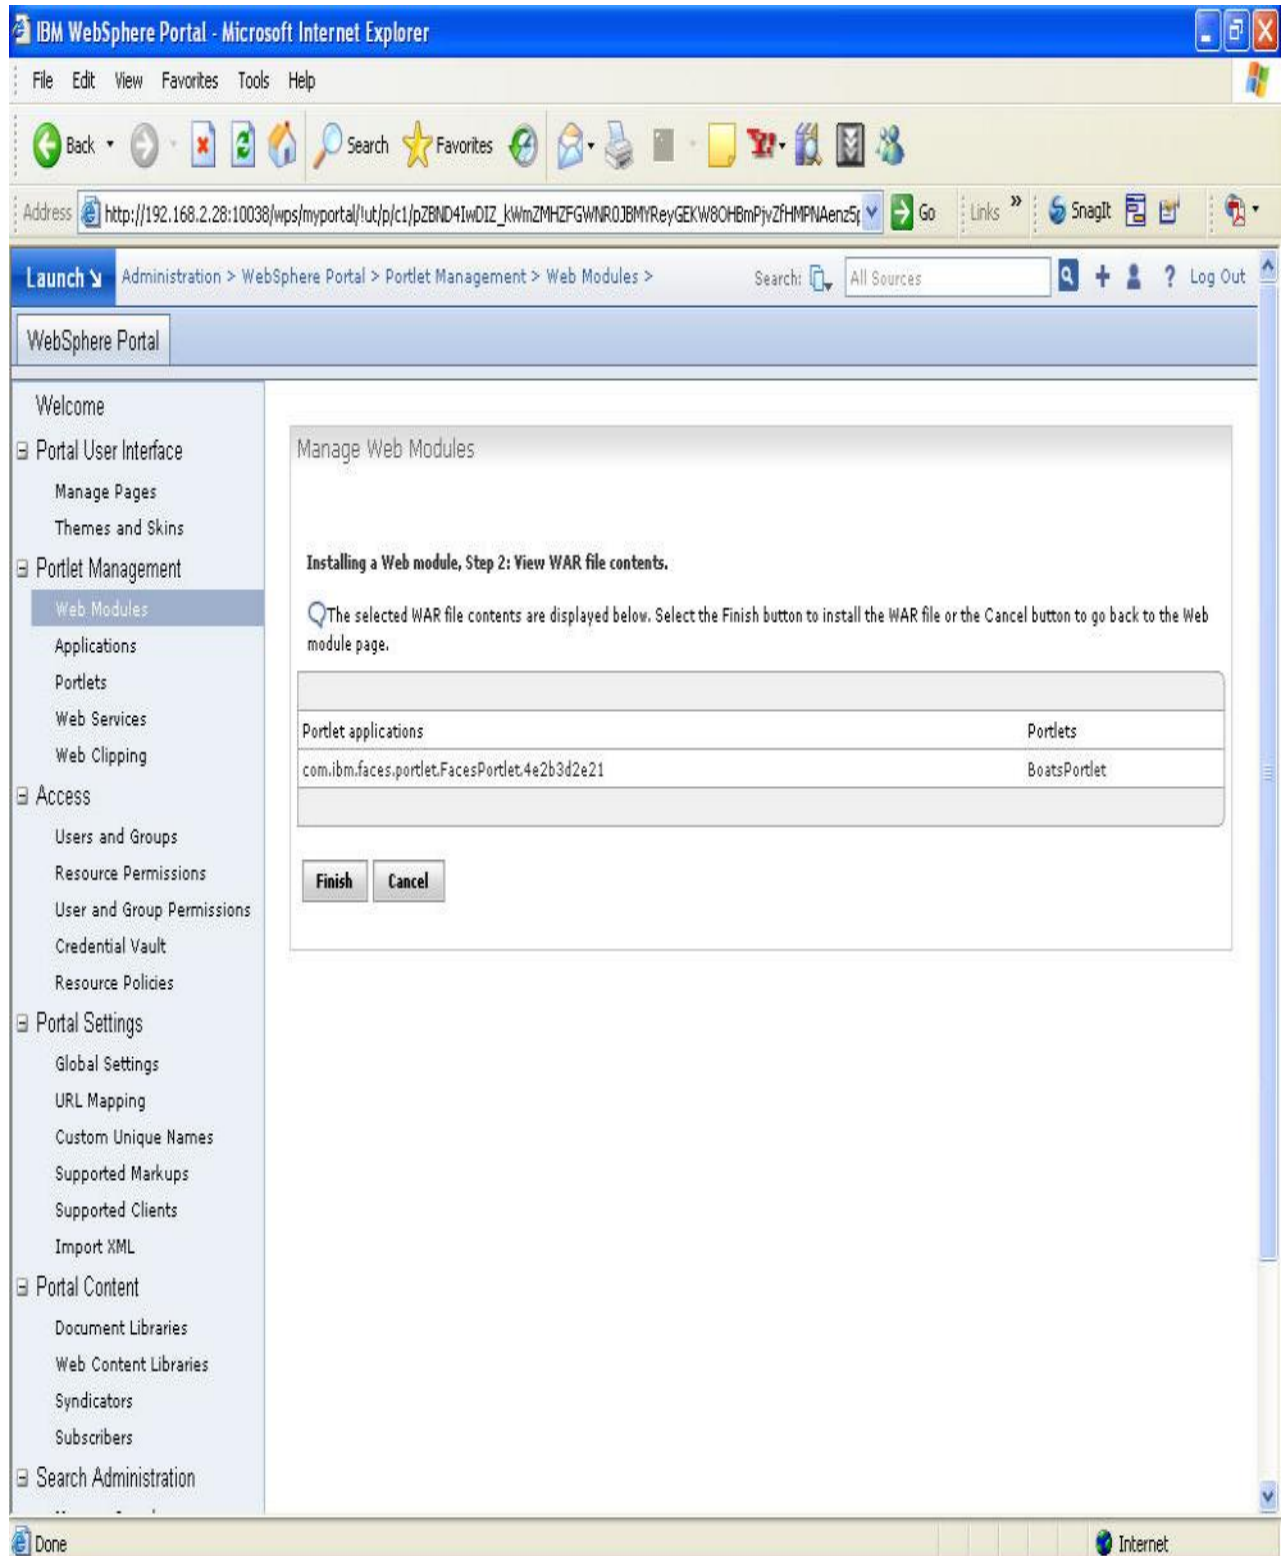 IBM WebSphere Portal - Microsoft Internet Explorer
File Edit View Favorites Tools Help
Back Search Favorites
Address http://192.168.2.28:10038/wps/myportal/!ut/p/c1/ Go Links » SnagIt
Launch Administration > WebSphere Portal > Portlet Management > Web Modules > Search: All Sources + ? Log Out
WebSphere Portal
Welcome
Portal User Interface
Manage Pages
Themes and Skins
Portlet Management
Web Modules
Applications
Portlets
Web Services
Web Clipping
Access
Users and Groups
Resource Permissions
User and Group Permissions
Credential Vault
Resource Policies
Portal Settings
Global Settings
URL Mapping
Custom Unique Names
Supported Markups
Supported Clients
Import XML
Portal Content
Document Libraries
Web Content Libraries
Syndicators
Subscribers
Search Administration
Manage Web Modules
Installing a Web module, Step 2: View WAR file contents.
The selected WAR file contents are displayed below. Select the Finish button to install the WAR file or the Cancel button to go back to the Web
module page.
Portlet applications Portlets
com.ibm.faces.portlet.FacesPortlet.4e2b3d2e21 BoatsPortlet
Finish Cancel
Done Internet